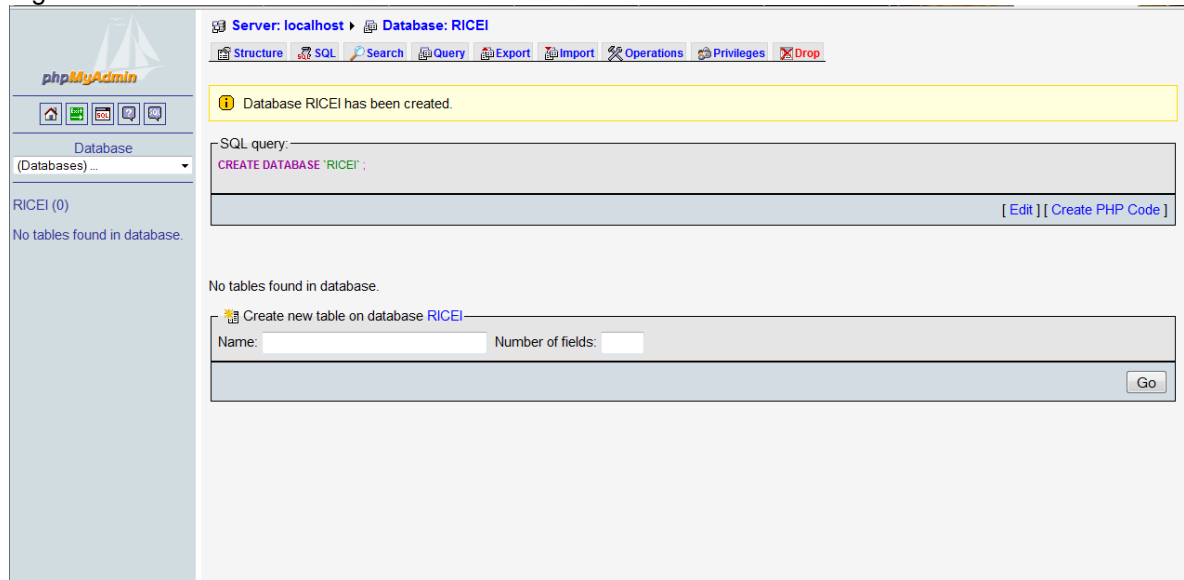 Server: localhost Database: RICEI
Structure SQL Search Query Export Import Operations Privileges Drop
phpMyAdmin
Exit SQL
Database RICEI has been created.
Database
(Databases) ...
SQL query:
CREATE DATABASE `RICEI` ;
RICEI (0)
[ Edit ] [ Create PHP Code ]
No tables found in database.
No tables found in database.
Create new table on database RICEI
Name: Number of fields:
Go